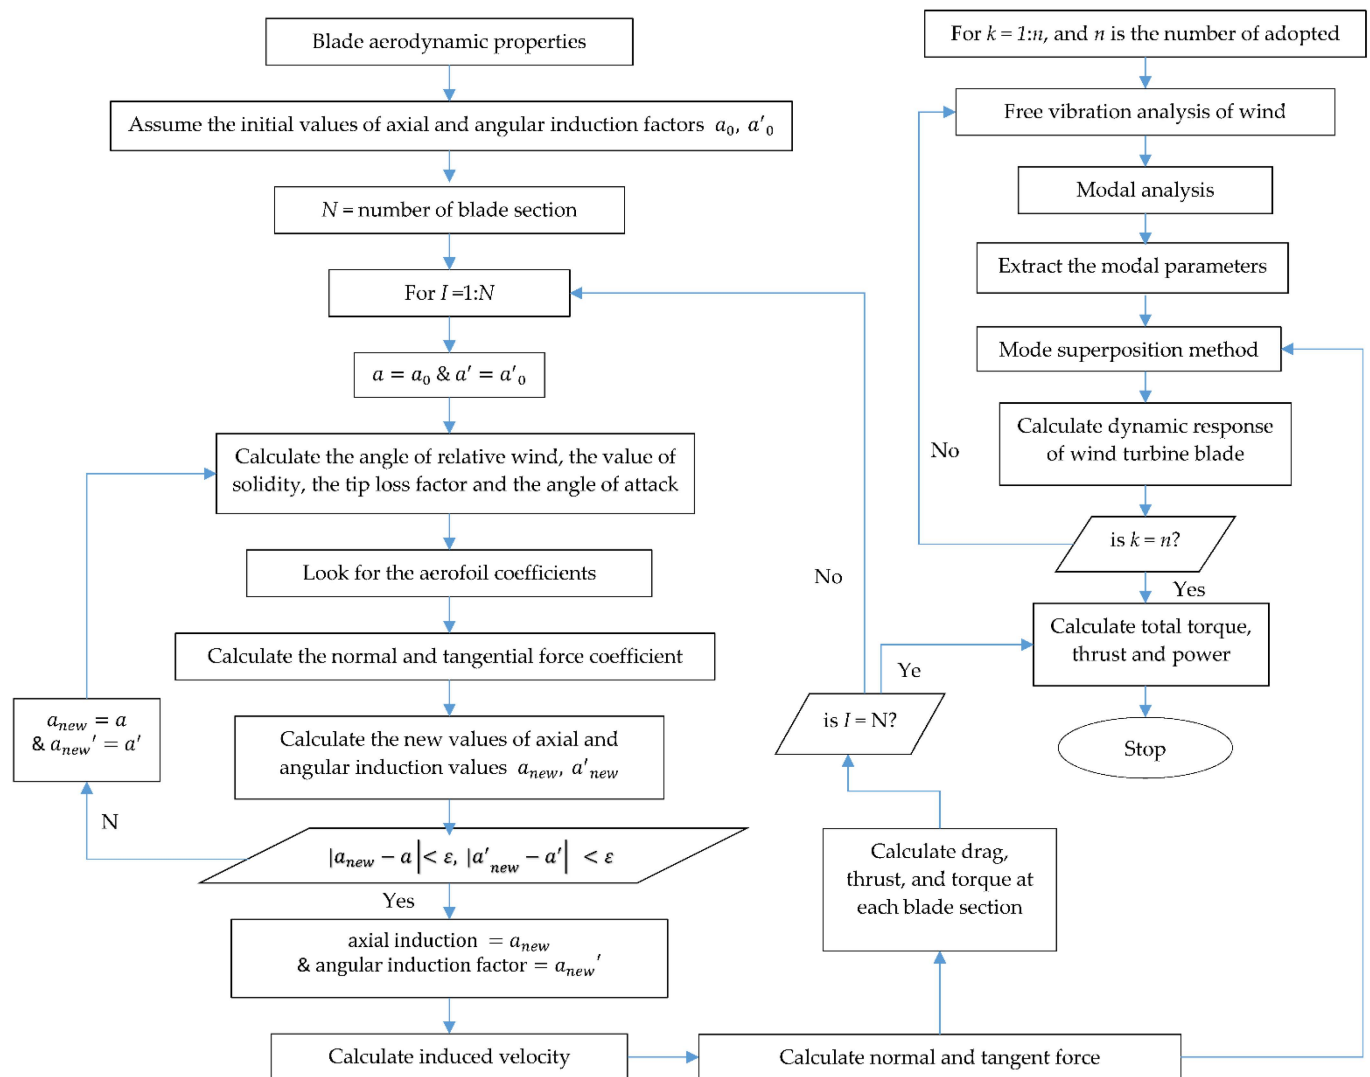 Blade aerodynamic properties
Assume the initial values of axial and angular induction factors a₀, a′₀
N = number of blade section
For I =1:N
a = a₀ & a′ = a′₀
Calculate the angle of relative wind, the value of
solidity, the tip loss factor and the angle of attack
Look for the aerofoil coefficients
Calculate the normal and tangential force coefficient
Calculate the new values of axial and
angular induction values a_new, a′_new
a_new = a
& a_new′ = a′
N
|a_new − a| < ε, |a′_new − a′| < ε
Yes
axial induction = a_new
& angular induction factor = a_new′
Calculate induced velocity
Calculate normal and tangent force
Calculate drag,
thrust, and torque at
each blade section
is I = N?
No
Ye
For k = 1:n, and n is the number of adopted
Free vibration analysis of wind
Modal analysis
Extract the modal parameters
Mode superposition method
Calculate dynamic response
of wind turbine blade
No
is k = n?
Yes
Calculate total torque,
thrust and power
Stop